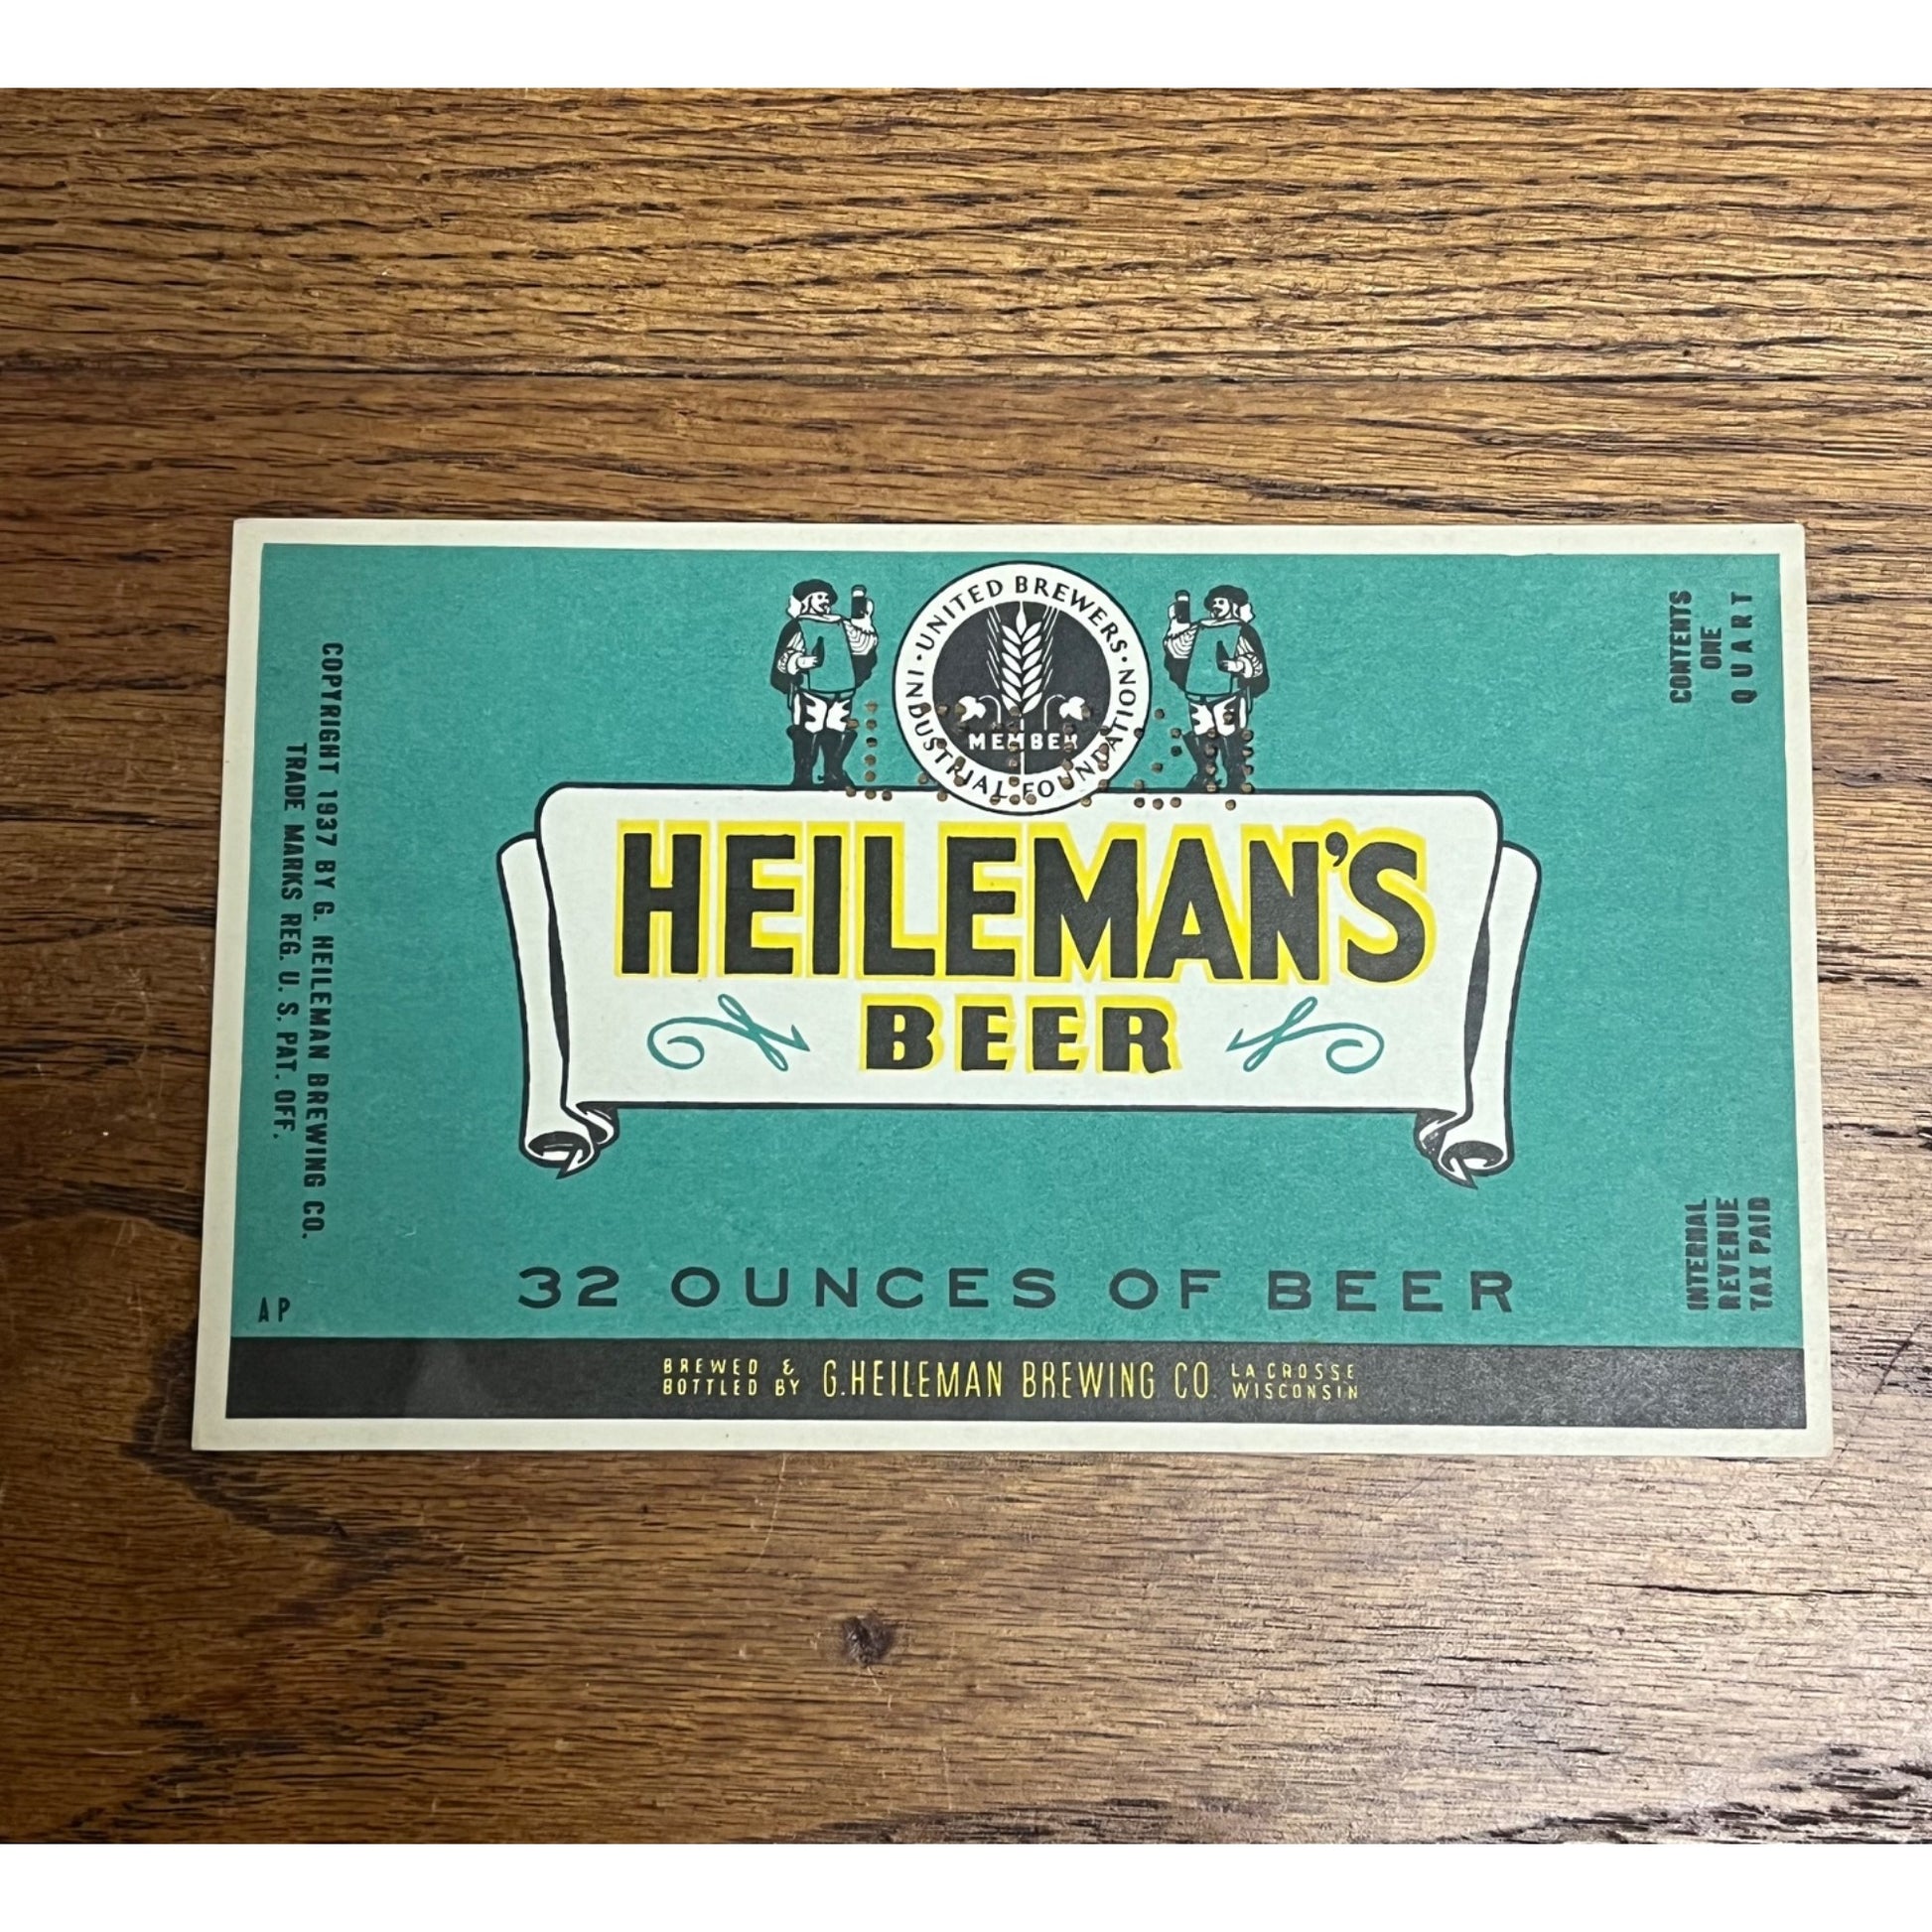 COPYRIGHT 1937 BY G. HEILEMAN BREWING CO.
TRADE MARKS REG. U. S. PAT. OFF.
AP
· UNITED BREWERS · INDUSTRIAL FOUNDATION
MEMBER
HEILEMAN'S
BEER
32 OUNCES OF BEER
BREWED &
BOTTLED BY
G. HEILEMAN BREWING CO
LA CROSSE
WISCONSIN
CONTENTS
ONE
QUART
INTERNAL
REVENUE
TAX PAID